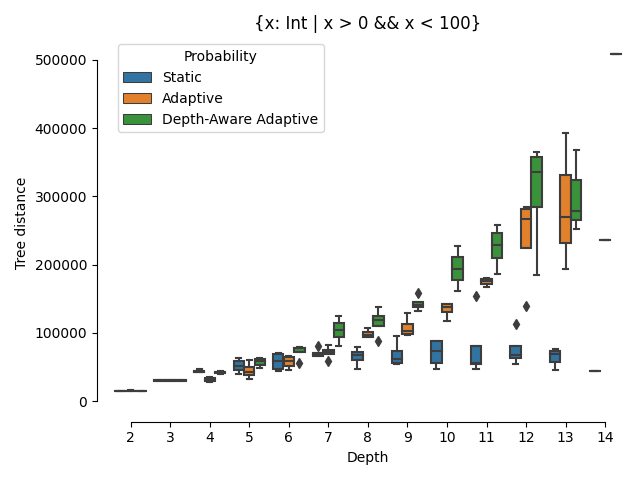 {x: Int | x > 0 && x < 100}
Probability
Static
Adaptive
Depth-Aware Adaptive
Tree distance
500000
400000
300000
200000
100000
0
2 3 4 5 6 7 8 9 10 11 12 13 14
Depth